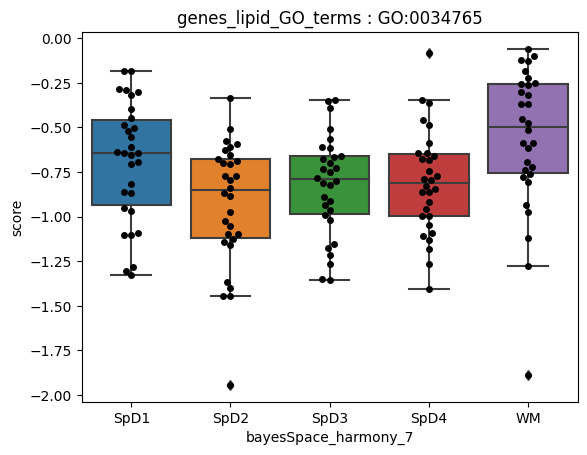 genes_lipid_GO_terms : GO:0034765
0.00
−0.25
−0.50
−0.75
−1.00
−1.25
−1.50
−1.75
−2.00
score
SpD1 SpD2 SpD3 SpD4 WM
bayesSpace_harmony_7